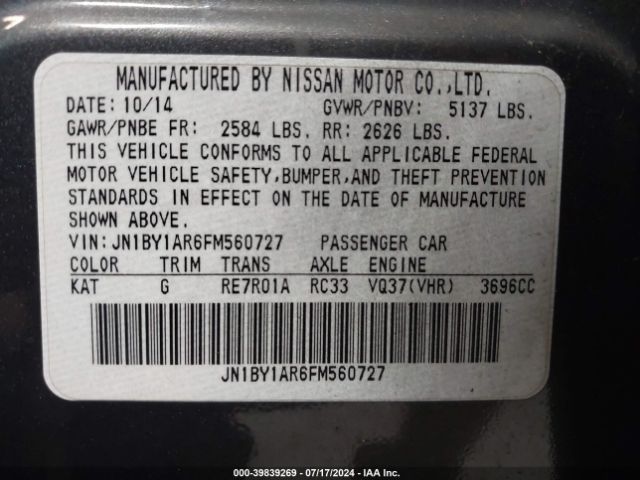 MANUFACTURED BY NISSAN MOTOR CO.,LTD.
DATE: 10/14 GVWR/PNBV: 5137 LBS.
GAWR/PNBE FR: 2584 LBS. RR: 2626 LBS.
THIS VEHICLE CONFORMS TO ALL APPLICABLE FEDERAL
MOTOR VEHICLE SAFETY,BUMPER,AND THEFT PREVENTION
STANDARDS IN EFFECT ON THE DATE OF MANUFACTURE
SHOWN ABOVE.
VIN:JN1BY1AR6FM560727 PASSENGER CAR
COLOR TRIM TRANS AXLE ENGINE
KAT G RE7R01A RC33 VQ37(VHR) 3696CC
JN1BY1AR6FM560727
000-39839269 - 07/17/2024 - IAA Inc.